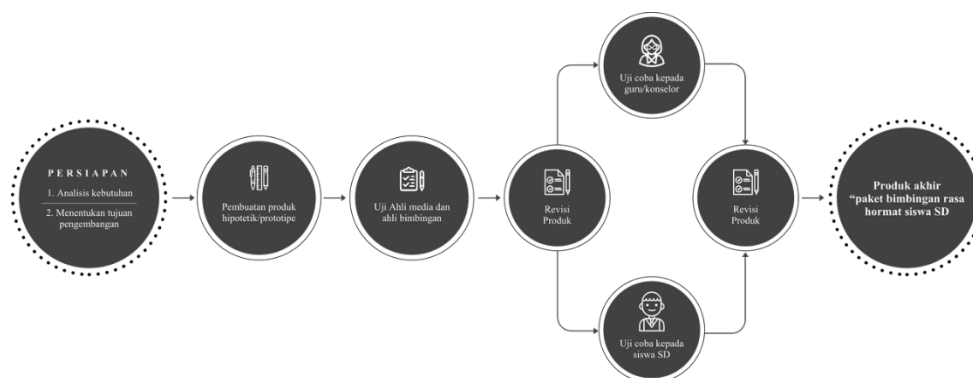 PERSIAPAN
1. Analisis kebutuhan
2. Menentukan tujuan
pengembangan
Pembuatan produk
hipotetik/prototipe
Uji Ahli media dan
ahli bimbingan
Revisi
Produk
Uji coba kepada
guru/konselor
Uji coba kepada
siswa SD
Revisi
Produk
Produk akhir
“paket bimbingan rasa
hormat siswa SD